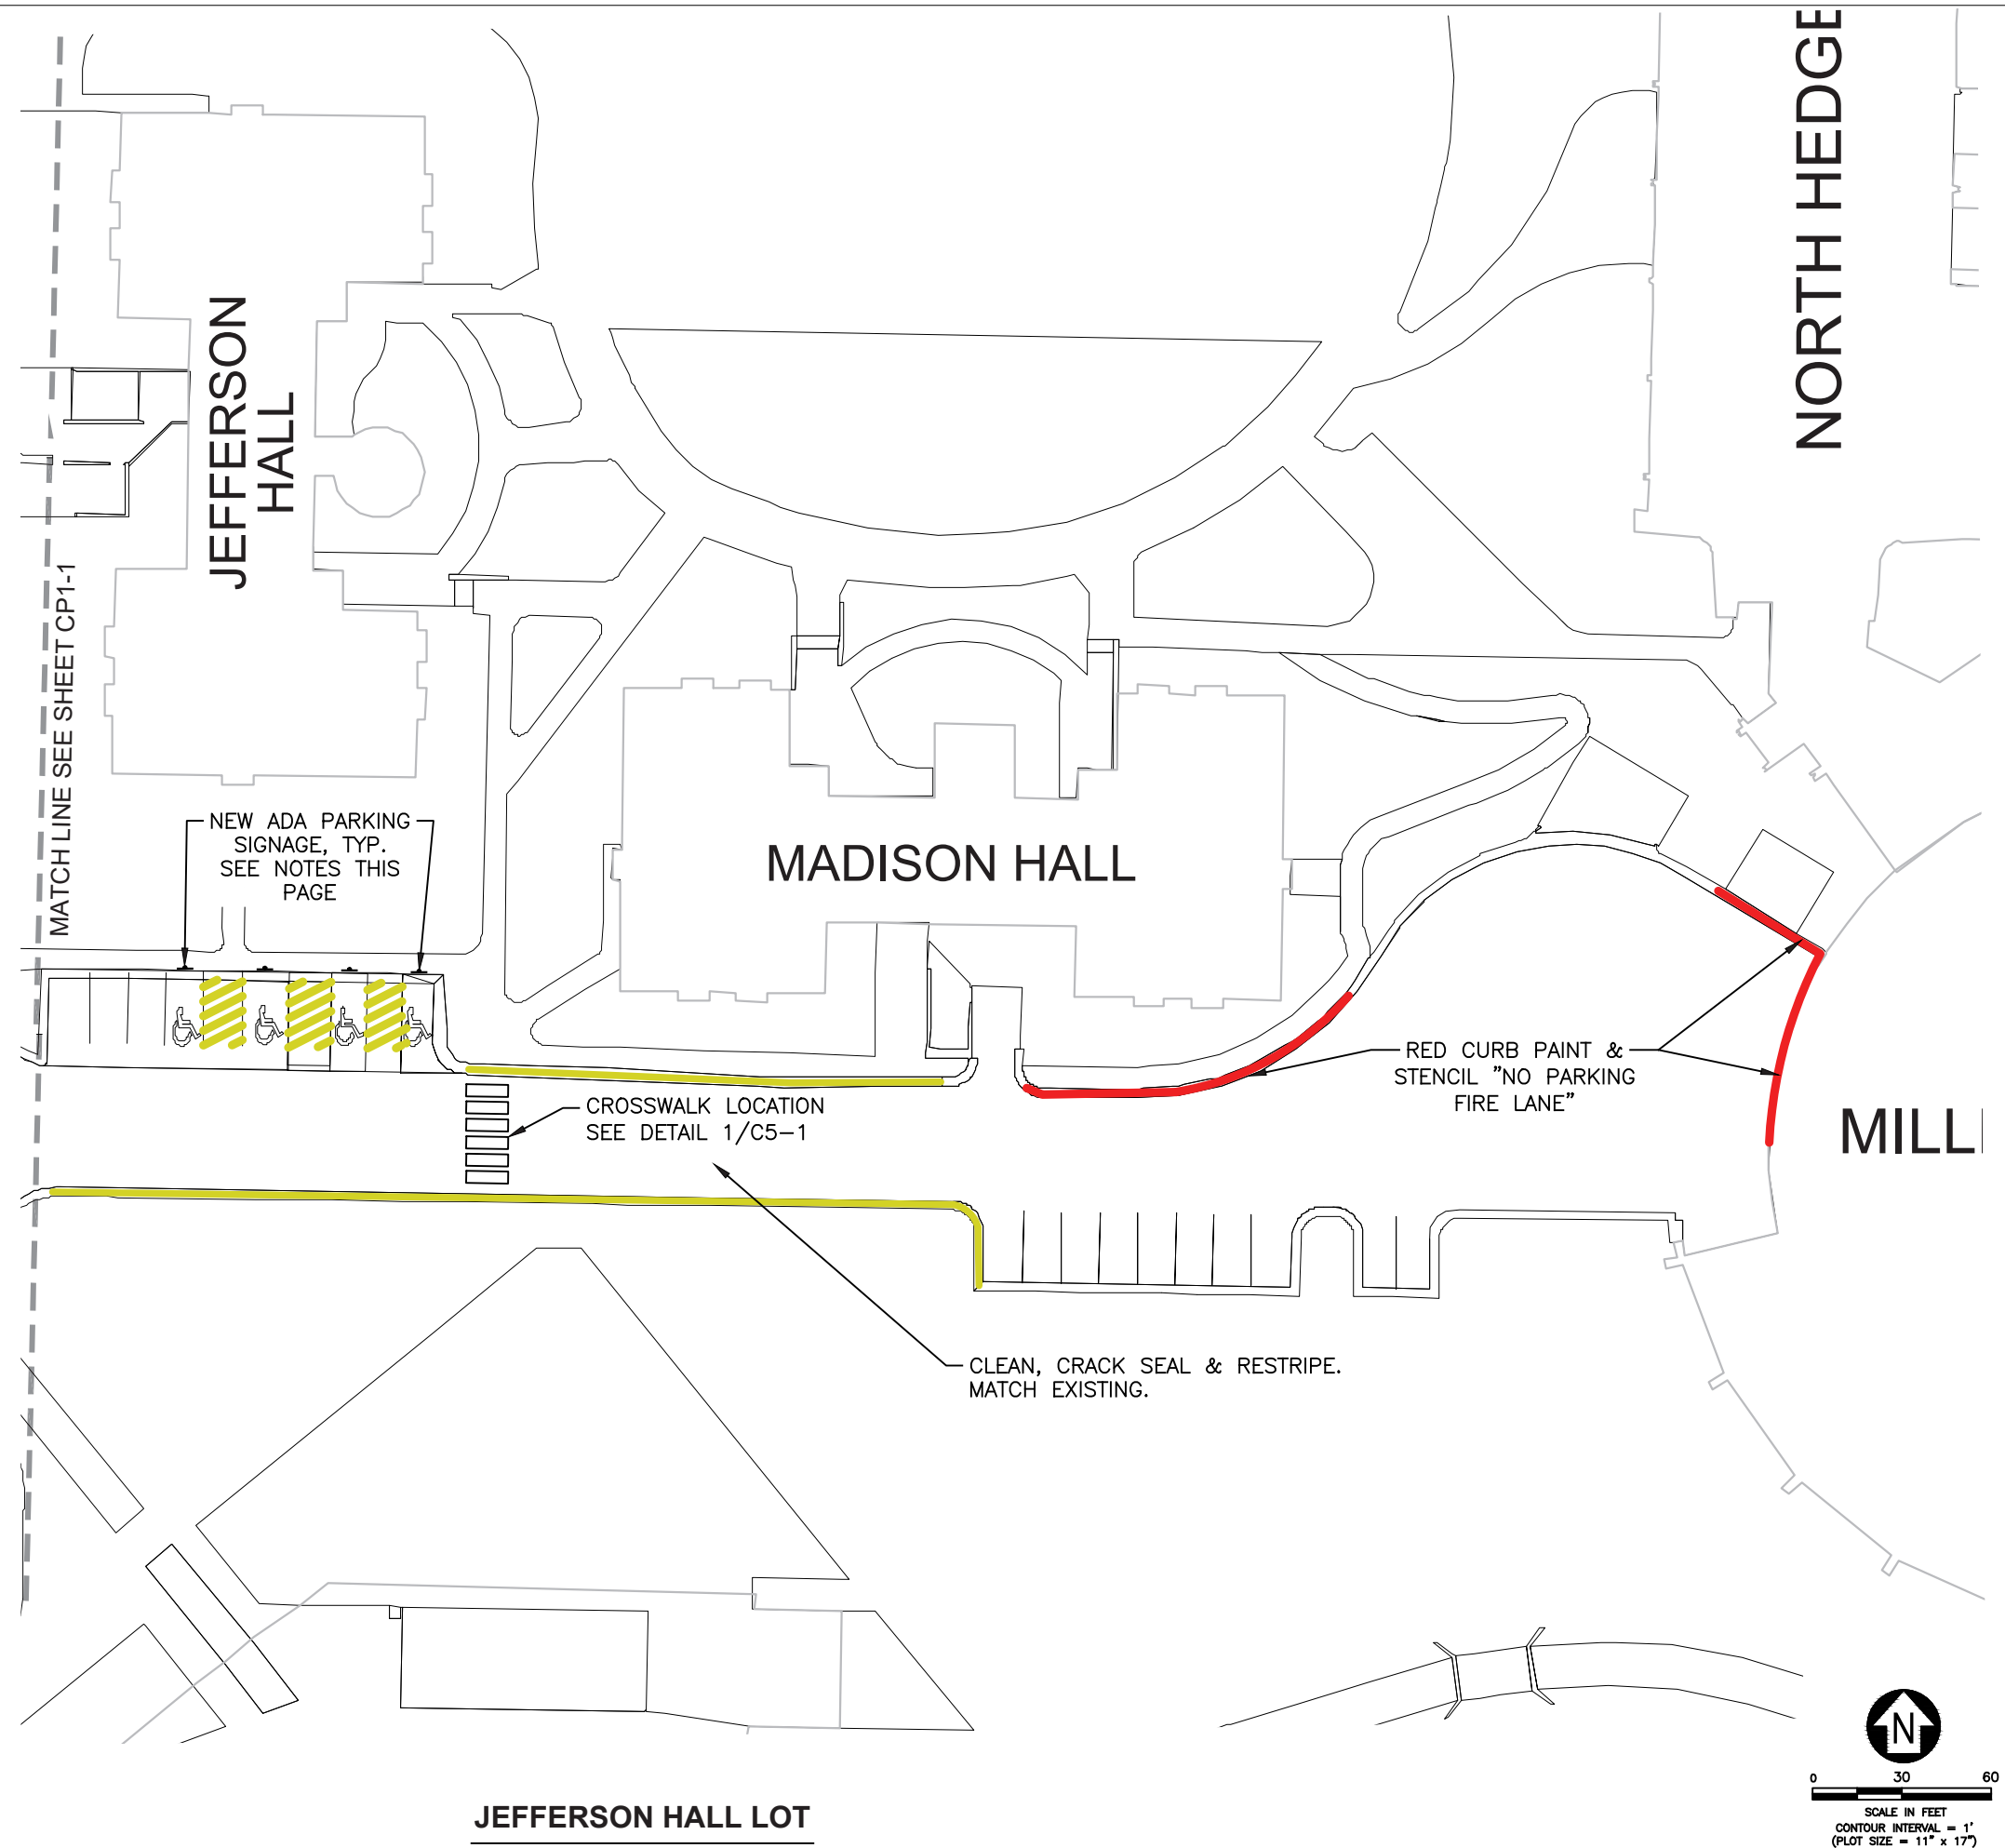 NORTH HEDGE
JEFFERSON
HALL
MATCH LINE SEE SHEET CP1-1
NEW ADA PARKING
SIGNAGE, TYP.
SEE NOTES THIS
PAGE
MADISON HALL
RED CURB PAINT &
STENCIL "NO PARKING
FIRE LANE"
CROSSWALK LOCATION
SEE DETAIL 1/C5-1
MILL
CLEAN, CRACK SEAL & RESTRIPE.
MATCH EXISTING.
N
0 30 60
SCALE IN FEET
CONTOUR INTERVAL = 1'
(PLOT SIZE = 11" x 17")
JEFFERSON HALL LOT